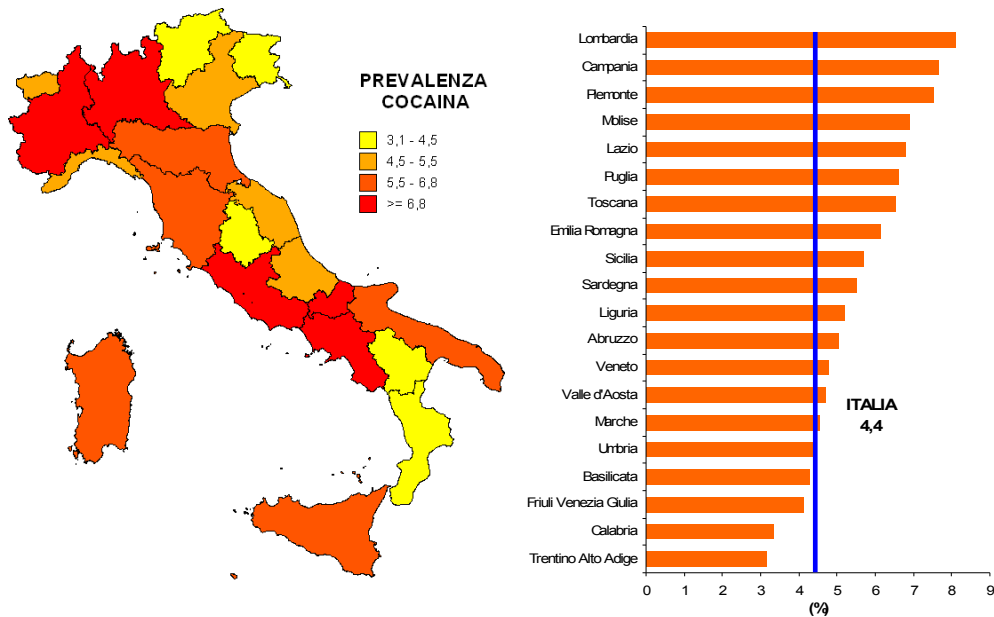 PREVALENZA
COCAINA
3,1 - 4,5
4,5 - 5,5
5,5 - 6,8
>= 6,8
Lombardia
Campania
Piemonte
Molise
Lazio
Puglia
Toscana
Emilia Romagna
Sicilia
Sardegna
Liguria
Abruzzo
Veneto
Valle d'Aosta
Marche
Umbria
Basilicata
Friuli Venezia Giulia
Calabria
Trentino Alto Adige
ITALIA
4,4
0 1 2 3 4 5 6 7 8 9
(%)